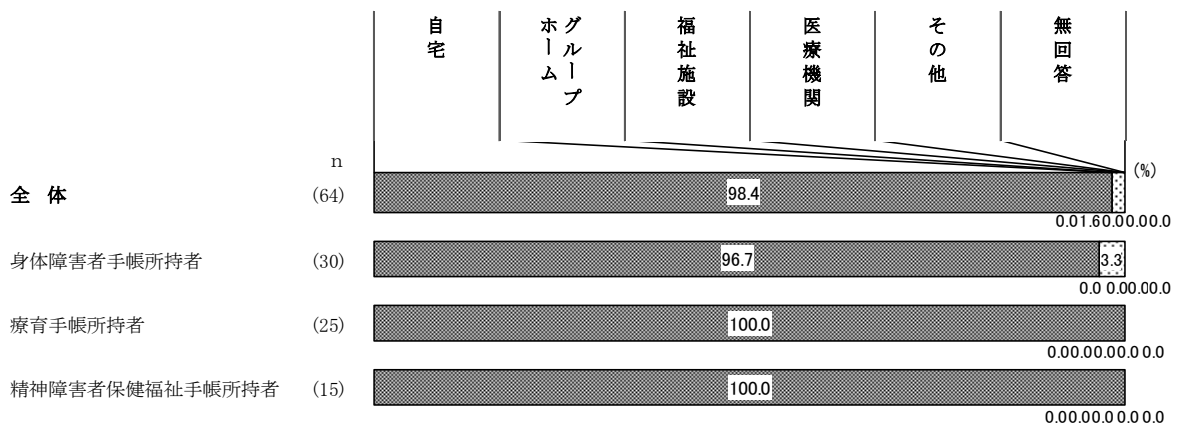 自宅
グループ
ホーム
福祉施設
医療機関
その他
無回答
n
(%)
全 体 (64) 98.4
0.01.60.00.00.0
身体障害者手帳所持者 (30) 96.7 3.3
0.0 0.00.00.0
療育手帳所持者 (25) 100.0
0.00.00.00.0 0.0
精神障害者保健福祉手帳所持者 (15) 100.0
0.00.00.0 0.0 0.0